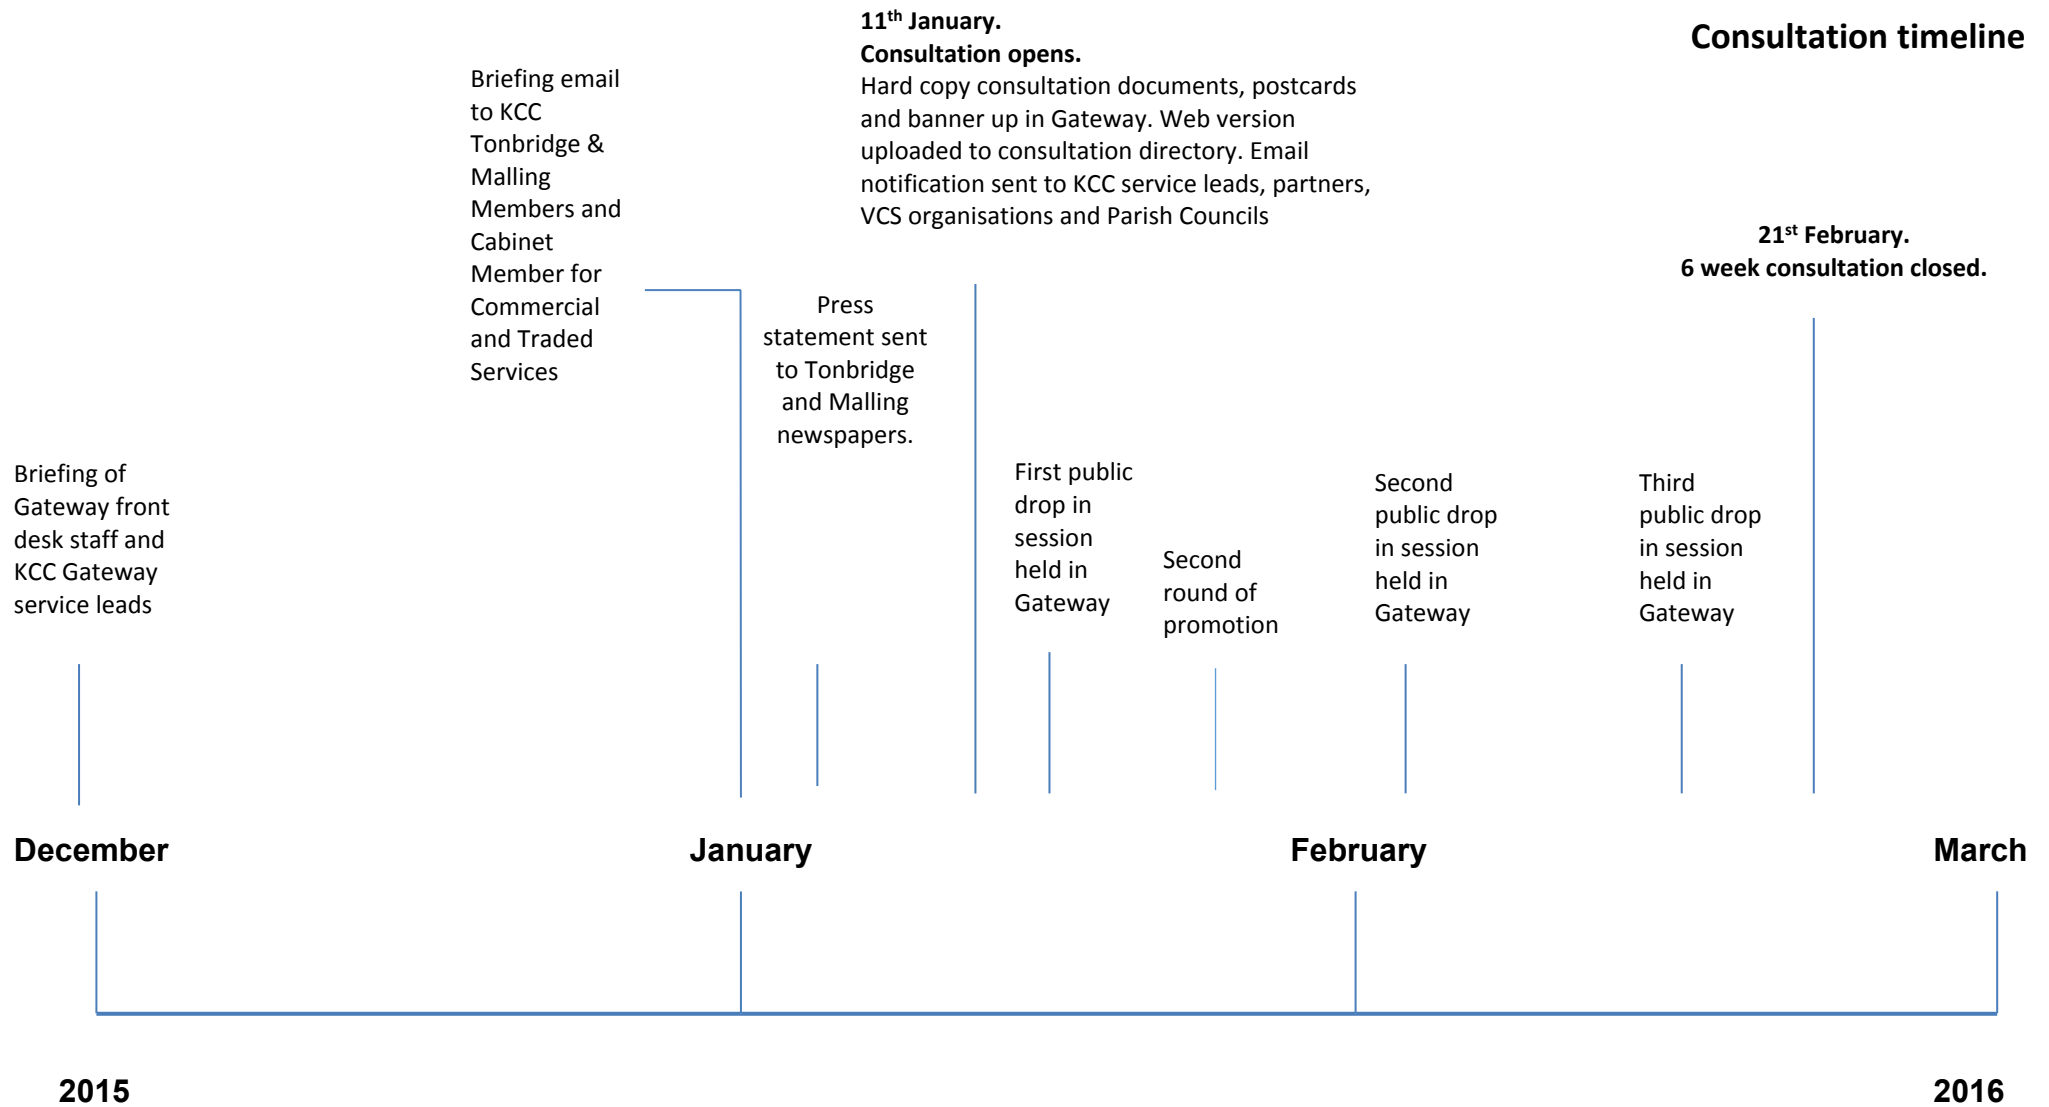 Consultation timeline
11th January.
Consultation opens.
Hard copy consultation documents, postcards
and banner up in Gateway. Web version
uploaded to consultation directory. Email
notification sent to KCC service leads, partners,
VCS organisations and Parish Councils
Briefing email
to KCC
Tonbridge &
Malling
Members and
Cabinet
Member for
Commercial
and Traded
Services
21st February.
6 week consultation closed.
Press
statement sent
to Tonbridge
and Malling
newspapers.
Briefing of
Gateway front
desk staff and
KCC Gateway
service leads
First public
drop in
session
held in
Gateway
Second
round of
promotion
Second
public drop
in session
held in
Gateway
Third
public drop
in session
held in
Gateway
December
January
February
March
2015
2016